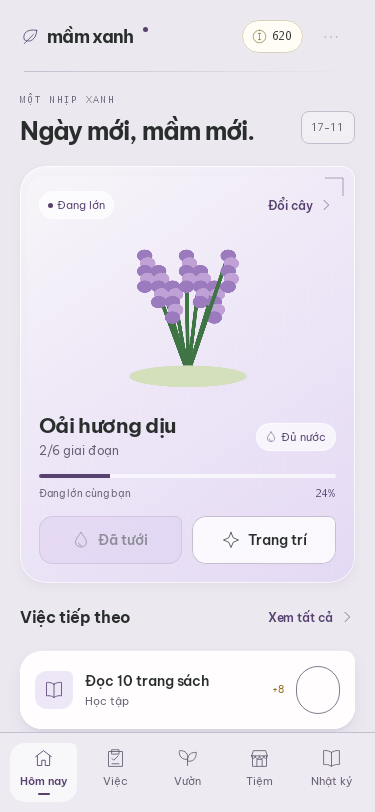 mầm xanh
620
MỘT NHỊP XANH
Ngày mới, mầm mới.
17–11
Đang lớn
Đổi cây
Oải hương dịu
2/6 giai đoạn
Đủ nước
Đang lớn cùng bạn
24%
Đã tưới
Trang trí
Việc tiếp theo
Xem tất cả
Đọc 10 trang sách
Học tập
+8
Hôm nay
Việc
Vườn
Tiệm
Nhật ký